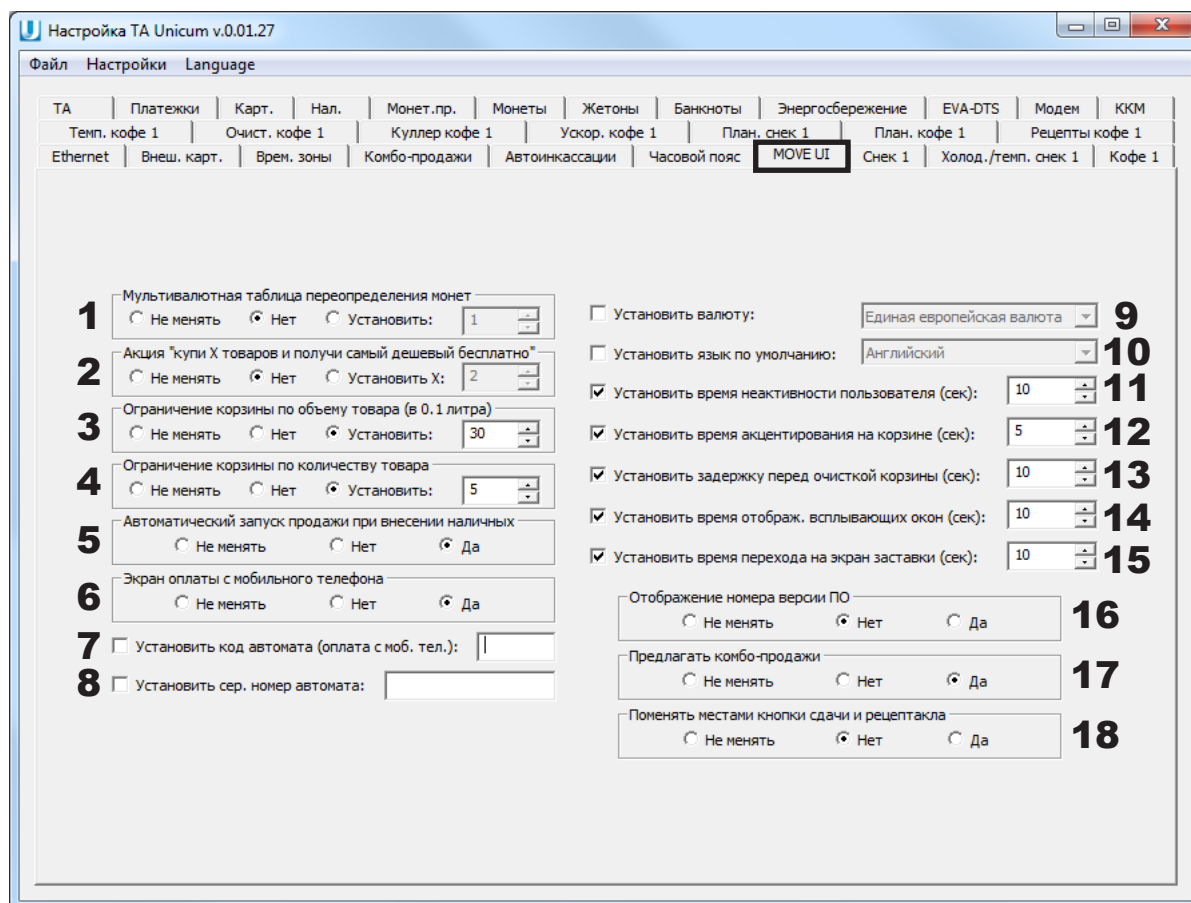 Настройка TA Unicum v.0.01.27
Файл Настройки Language
ТА Платежки Карт. Нал. Монет.пр. Монеты Жетоны Банкноты Энергосбережение EVA-DTS Модем ККМ
Темп. кофе 1 Очист. кофе 1 Куллер кофе 1 Ускор. кофе 1 План. снек 1 План. кофе 1 Рецепты кофе 1
Ethernet Внеш. карт. Врем. зоны Комбо-продажи Автоинкассации Часовой пояс MOVE UI Снек 1 Холод./темп. снек 1 Кофе 1
Мультивалютная таблица переопределения монет
1 Не менять Нет Установить: 1
Акция "купи X товаров и получи самый дешевый бесплатно"
2 Не менять Нет Установить X: 2
Ограничение корзины по объему товара (в 0.1 литра)
3 Не менять Нет Установить: 30
Ограничение корзины по количеству товара
4 Не менять Нет Установить: 5
Автоматический запуск продажи при внесении наличных
5 Не менять Нет Да
Экран оплаты с мобильного телефона
6 Не менять Нет Да
7 Установить код автомата (оплата с моб. тел.):
8 Установить сер. номер автомата:
Установить валюту: Единая европейская валюта 9
Установить язык по умолчанию: Английский 10
Установить время неактивности пользователя (сек): 10 11
Установить время акцентирования на корзине (сек): 5 12
Установить задержку перед очисткой корзины (сек): 10 13
Установить время отображ. всплывающих окон (сек): 10 14
Установить время перехода на экран заставки (сек): 10 15
Отображение номера версии ПО
Не менять Нет Да 16
Предлагать комбо-продажи
Не менять Нет Да 17
Поменять местами кнопки сдачи и рецептакла
Не менять Нет Да 18